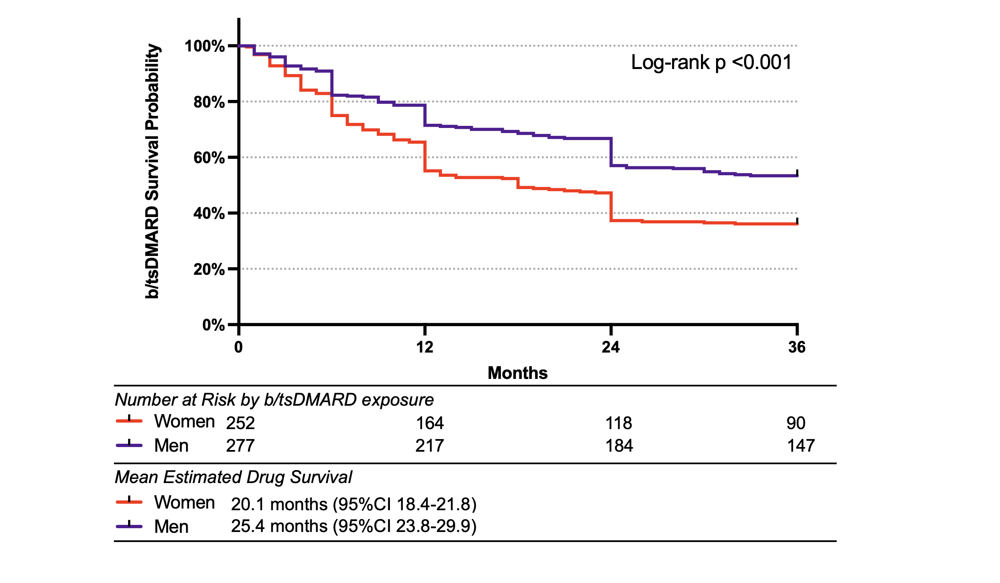 b/tsDMARD Survival Probability
100%
80%
60%
40%
20%
0%
Log-rank p <0.001
0 12 24 36
Months
Number at Risk by b/tsDMARD exposure
Women 252 164 118 90
Men 277 217 184 147
Mean Estimated Drug Survival
Women 20.1 months (95%CI 18.4-21.8)
Men 25.4 months (95%CI 23.8-29.9)